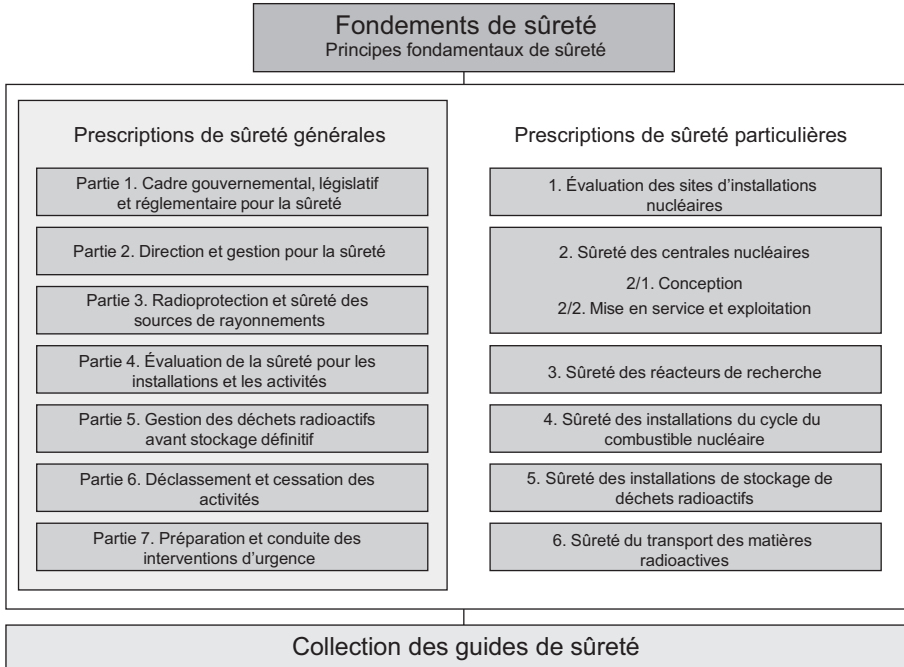 Fondements de sûreté
Principes fondamentaux de sûreté
Prescriptions de sûreté générales
Partie 1. Cadre gouvernemental, législatif
et réglementaire pour la sûreté
Partie 2. Direction et gestion pour la sûreté
Partie 3. Radioprotection et sûreté des
sources de rayonnements
Partie 4. Évaluation de la sûreté pour les
installations et les activités
Partie 5. Gestion des déchets radioactifs
avant stockage définitif
Partie 6. Déclassement et cessation des
activités
Partie 7. Préparation et conduite des
interventions d’urgence
Prescriptions de sûreté particulières
1. Évaluation des sites d’installations
nucléaires
2. Sûreté des centrales nucléaires
2/1. Conception
2/2. Mise en service et exploitation
3. Sûreté des réacteurs de recherche
4. Sûreté des installations du cycle du
combustible nucléaire
5. Sûreté des installations de stockage de
déchets radioactifs
6. Sûreté du transport des matières
radioactives
Collection des guides de sûreté